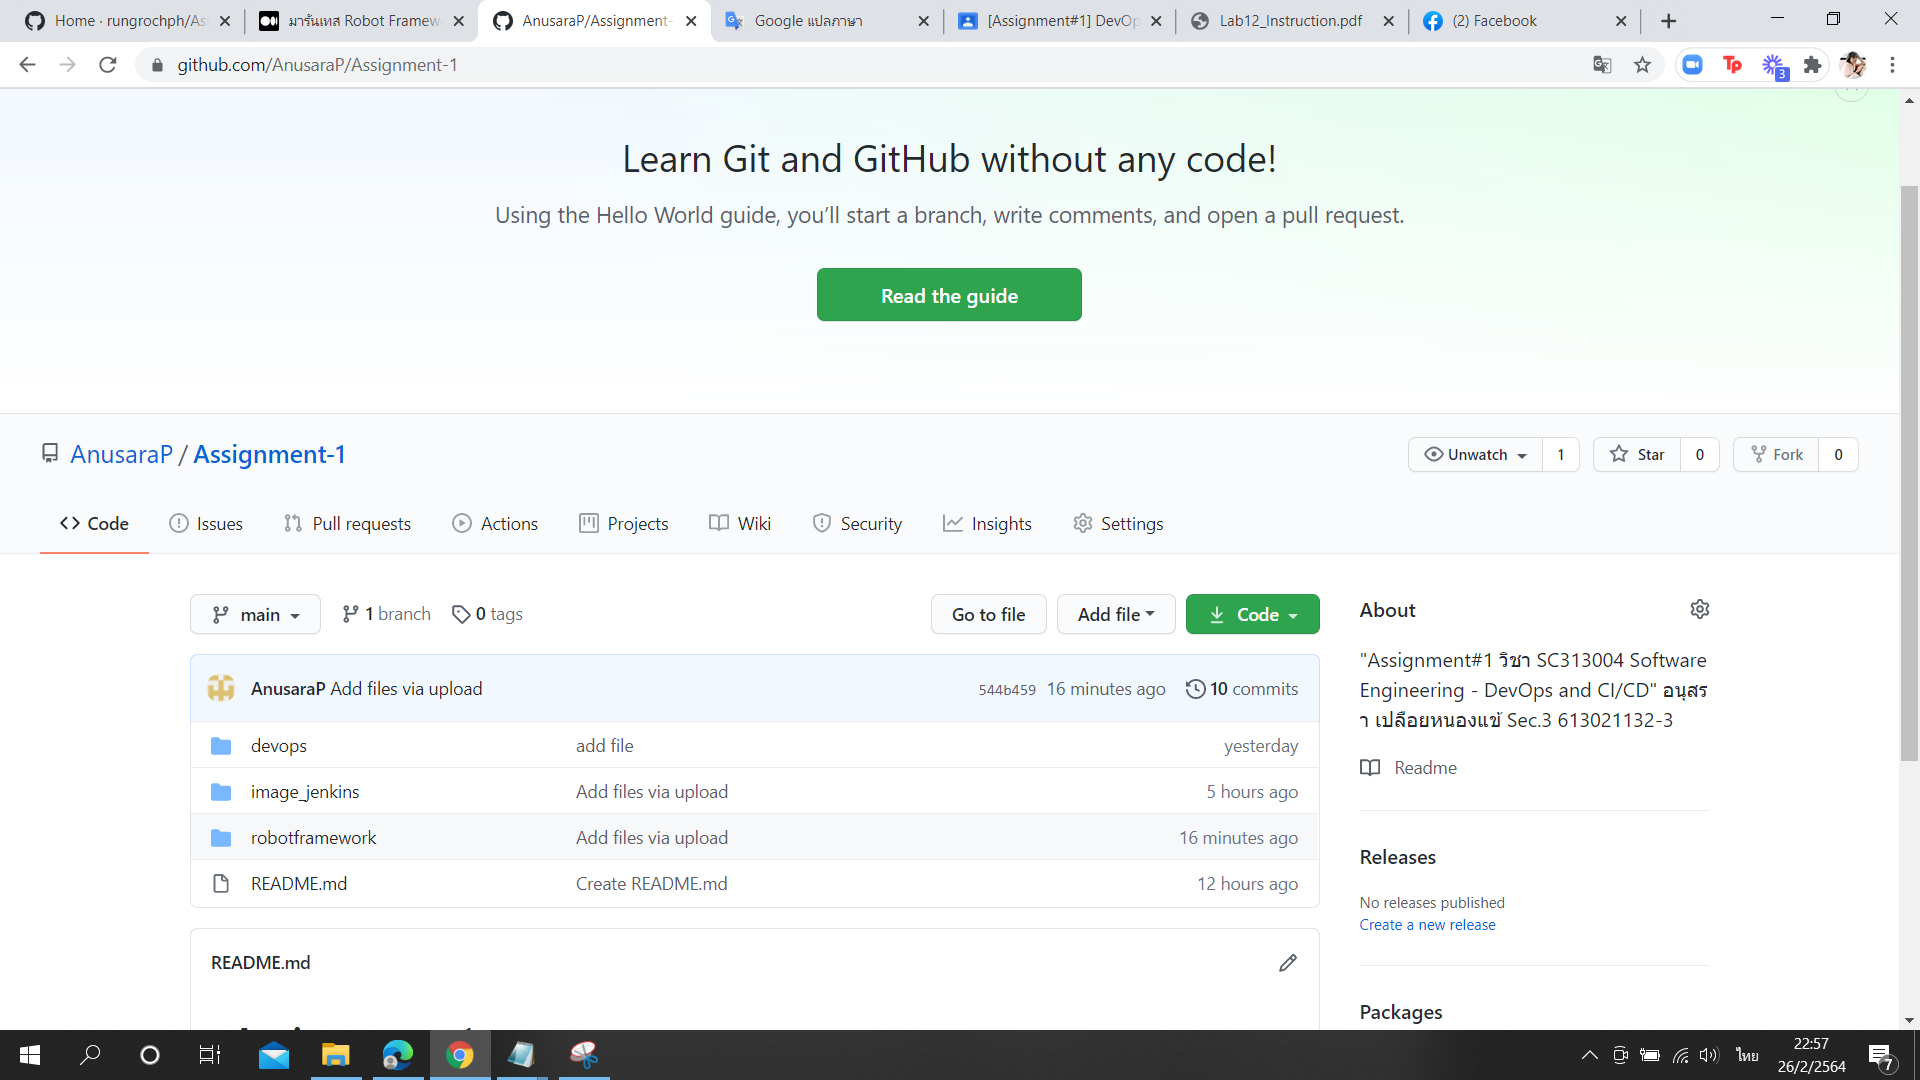 Home · rungrochph/Ass
มารันเทส Robot Framew
AnusaraP/Assignment-
Google แปลภาษา
[Assignment#1] DevOp
Lab12_Instruction.pdf
(2) Facebook
github.com/AnusaraP/Assignment-1
3
Learn Git and GitHub without any code!
Using the Hello World guide, you’ll start a branch, write comments, and open a pull request.
Read the guide
AnusaraP / Assignment-1
Unwatch 1
Star 0
Fork 0
Code
Issues
Pull requests
Actions
Projects
Wiki
Security
Insights
Settings
main
1 branch
0 tags
Go to file
Add file
Code
AnusaraP Add files via upload 544b459 16 minutes ago 10 commits
devops add file yesterday
image_jenkins Add files via upload 5 hours ago
robotframework Add files via upload 16 minutes ago
README.md Create README.md 12 hours ago
README.md
About
"Assignment#1 วิชา SC313004 Software
Engineering - DevOps and CI/CD" อนุสร
า เปลือยหนองแข้ Sec.3 613021132-3
Readme
Releases
No releases published
Create a new release
Packages
ไทย
22:57
26/2/2564
7